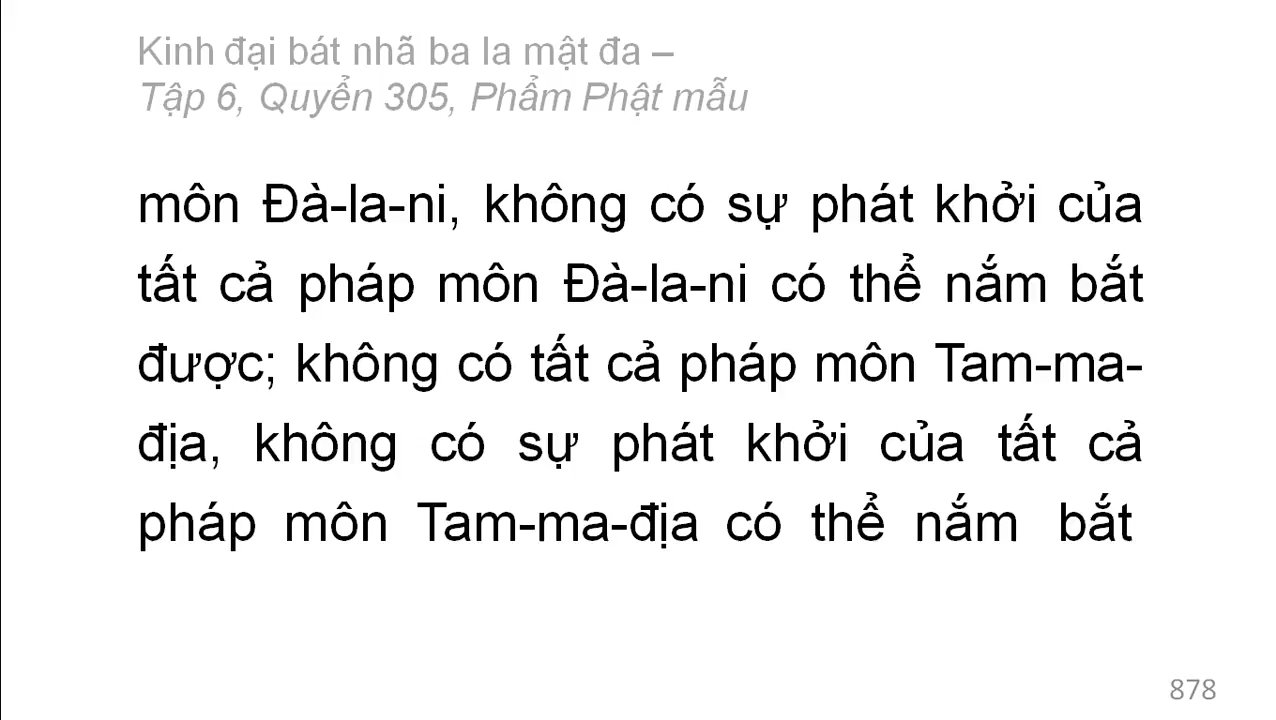 Kinh đại bát nhã ba la mật đa –
Tập 6, Quyển 305, Phẩm Phật mẫu
môn Đà-la-ni, không có sự phát khởi của
tất cả pháp môn Đà-la-ni có thể nắm bắt
được; không có tất cả pháp môn Tam-ma-
địa, không có sự phát khởi của tất cả
pháp môn Tam-ma-địa có thể nắm bắt
878